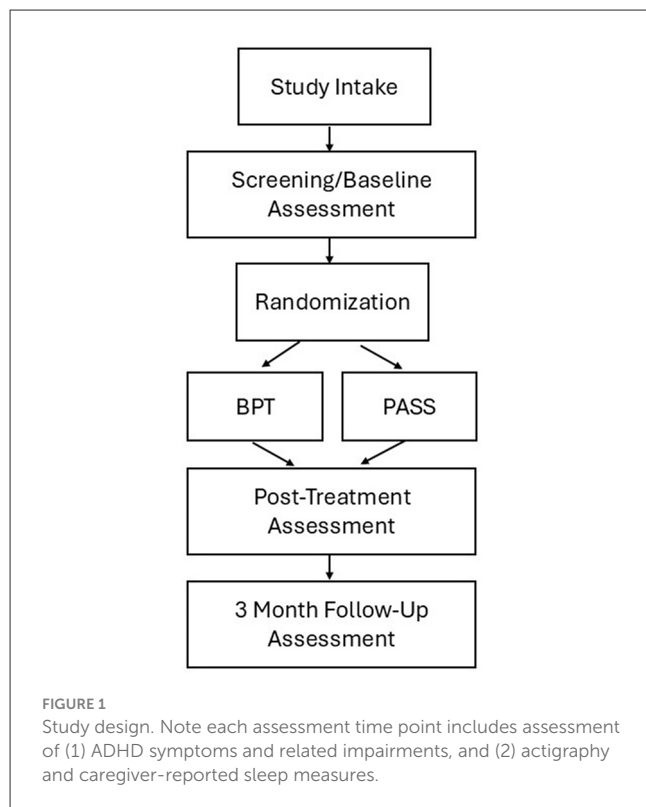 Study Intake
Screening/Baseline
Assessment
Randomization
BPT
PASS
Post-Treatment
Assessment
3 Month Follow-Up
Assessment
FIGURE 1
Study design. Note each assessment time point includes assessment
of (1) ADHD symptoms and related impairments, and (2) actigraphy
and caregiver-reported sleep measures.